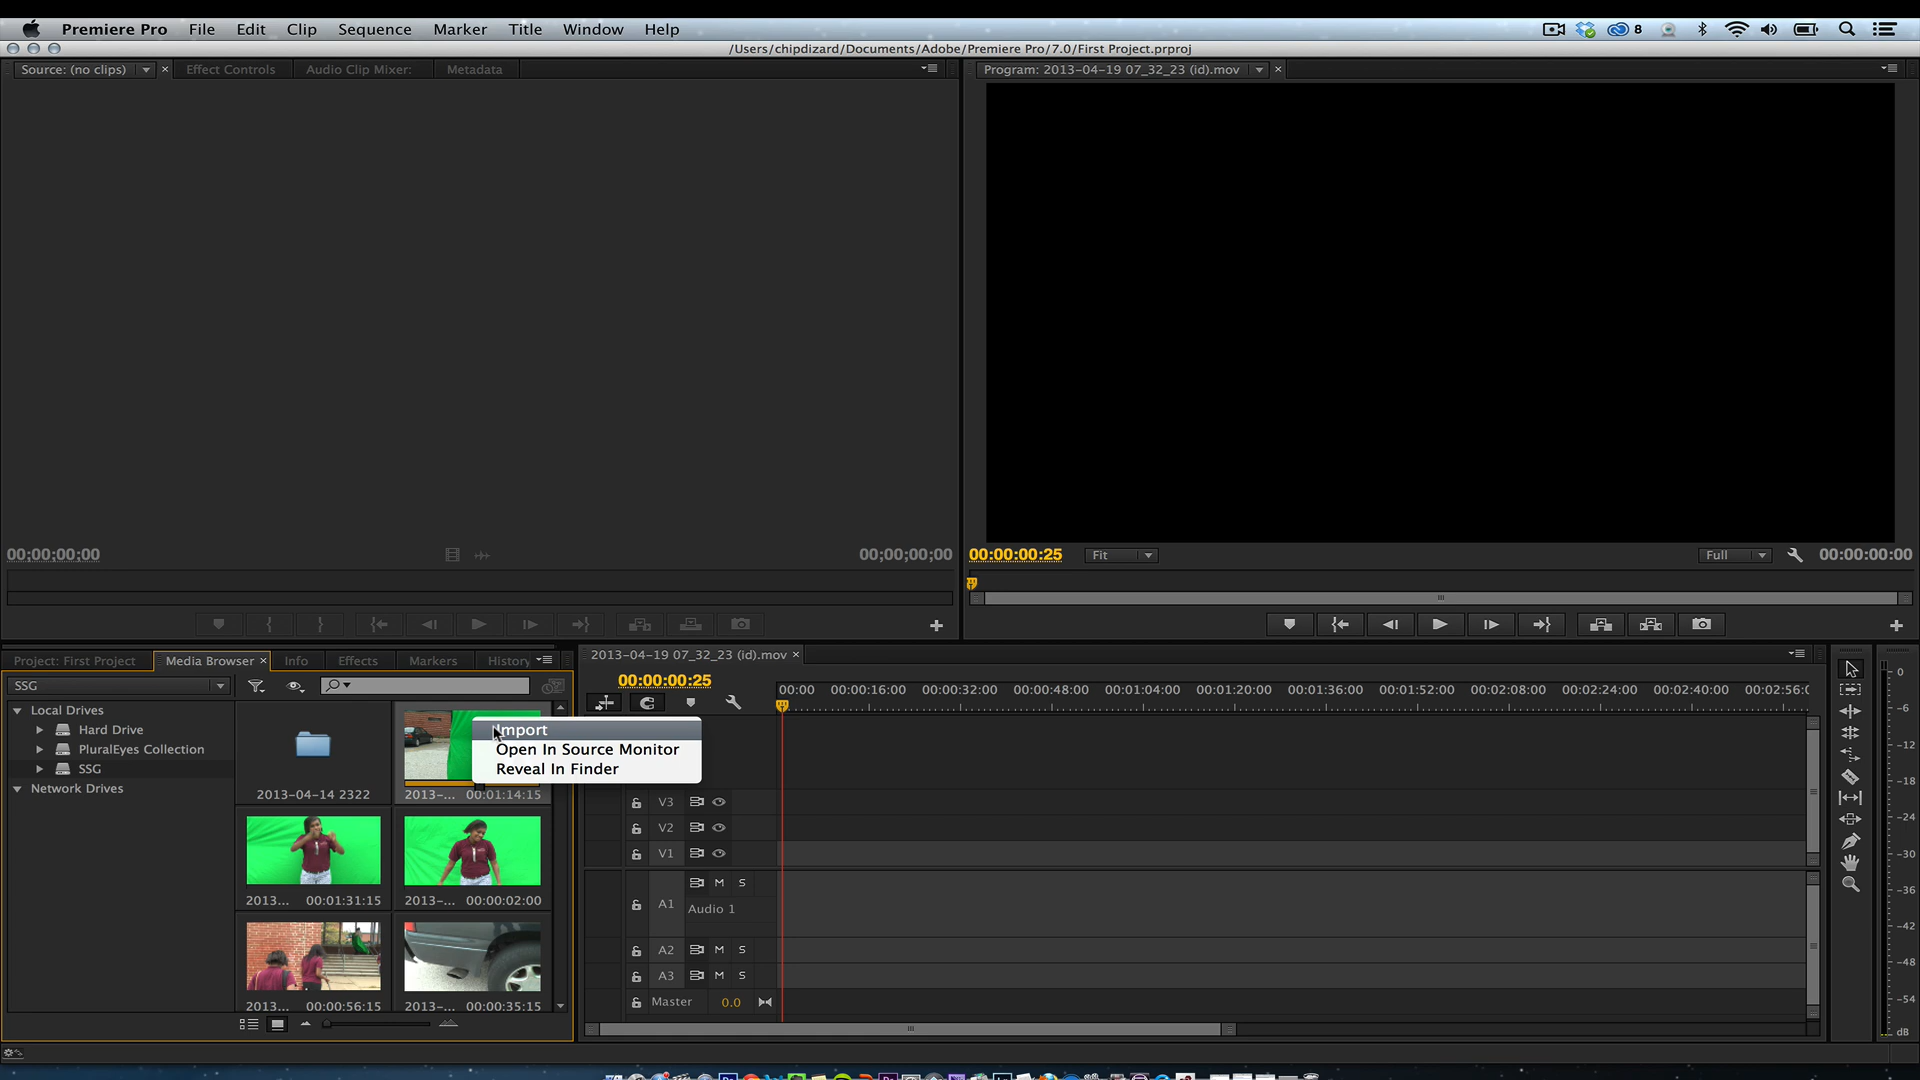 Premiere Pro File Edit Clip Sequence Marker Title Window Help 8
/Users/chipdizard/Documents/Adobe/Premiere Pro/7.0/First Project.prproj
Source: (no clips) Effect Controls Audio Clip Mixer: Metadata
Program: 2013-04-19 07_32_23 (id).mov
00;00;00;00 00;00;00;00
00:00:00:25 Fit Full 00:00:00:00
Project: First Project Media Browser Info Effects Markers History
SSG
Local Drives
Hard Drive
PluralEyes Collection
SSG
Network Drives
2013-04-14 2322
2013-... 00:01:14:15
2013... 00:01:31:15
00:00:02:00
2013... 00:00:56:15
2013-... 00:00:35:15
Import
Open In Source Monitor
Reveal In Finder
2013-04-19 07_32_23 (id).mov
00:00:00:25
00:00 00:00:16:00 00:00:32:00 00:00:48:00 00:01:04:00 00:01:20:00 00:01:36:00 00:01:52:00 00:02:08:00 00:02:24:00 00:02:40:00 00:02:56:0
V3
V2
V1
A1 M S
Audio 1
A2 M S
A3 M S
Master 0.0
0
-6
-12
-18
-24
-30
-36
-42
-48
-54
dB